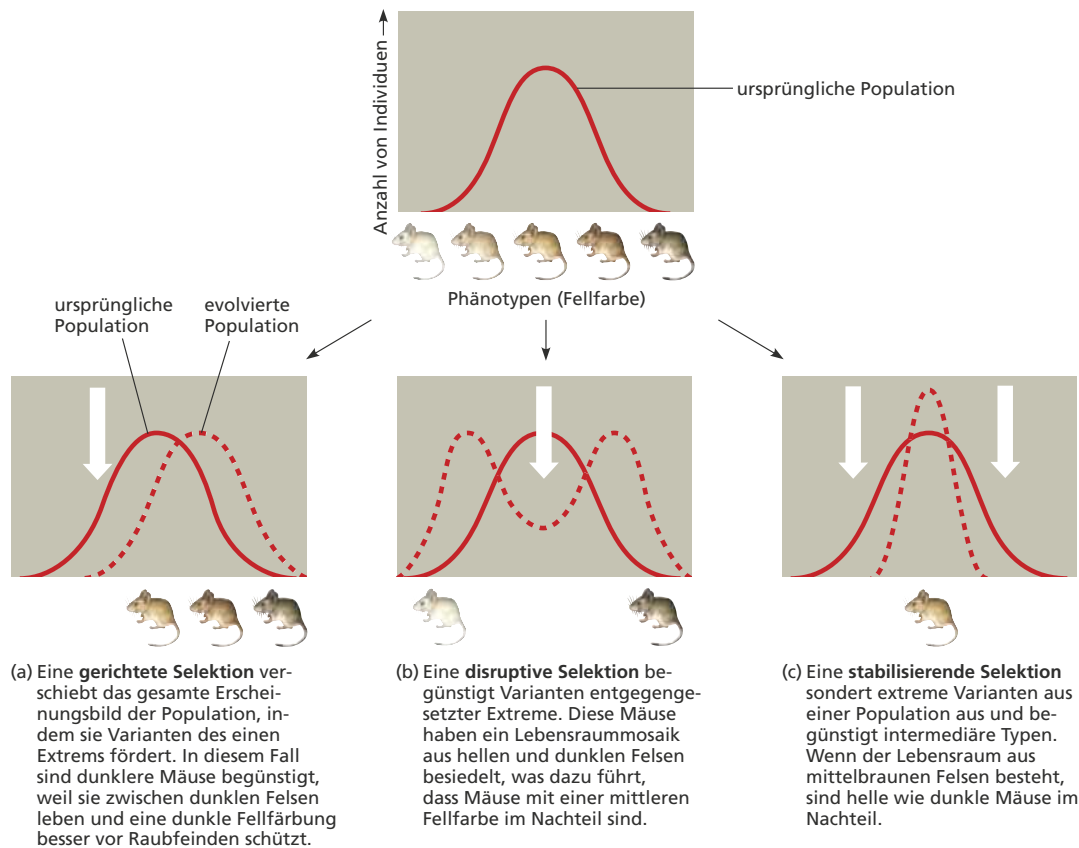 Anzahl von Individuen
ursprüngliche Population
Phänotypen (Fellfarbe)
ursprüngliche
Population
evolvierte
Population
(a) Eine gerichtete Selektion ver-
schiebt das gesamte Erschei-
nungsbild der Population, in-
dem sie Varianten des einen
Extrems fördert. In diesem Fall
sind dunklere Mäuse begünstigt,
weil sie zwischen dunklen Felsen
leben und eine dunkle Fellfärbung
besser vor Raubfeinden schützt.
(b) Eine disruptive Selektion be-
günstigt Varianten entgegenge-
setzter Extreme. Diese Mäuse
haben ein Lebensraummosaik
aus hellen und dunklen Felsen
besiedelt, was dazu führt,
dass Mäuse mit einer mittleren
Fellfarbe im Nachteil sind.
(c) Eine stabilisierende Selektion
sondert extreme Varianten aus
einer Population aus und be-
günstigt intermediäre Typen.
Wenn der Lebensraum aus
mittelbraunen Felsen besteht,
sind helle wie dunkle Mäuse im
Nachteil.